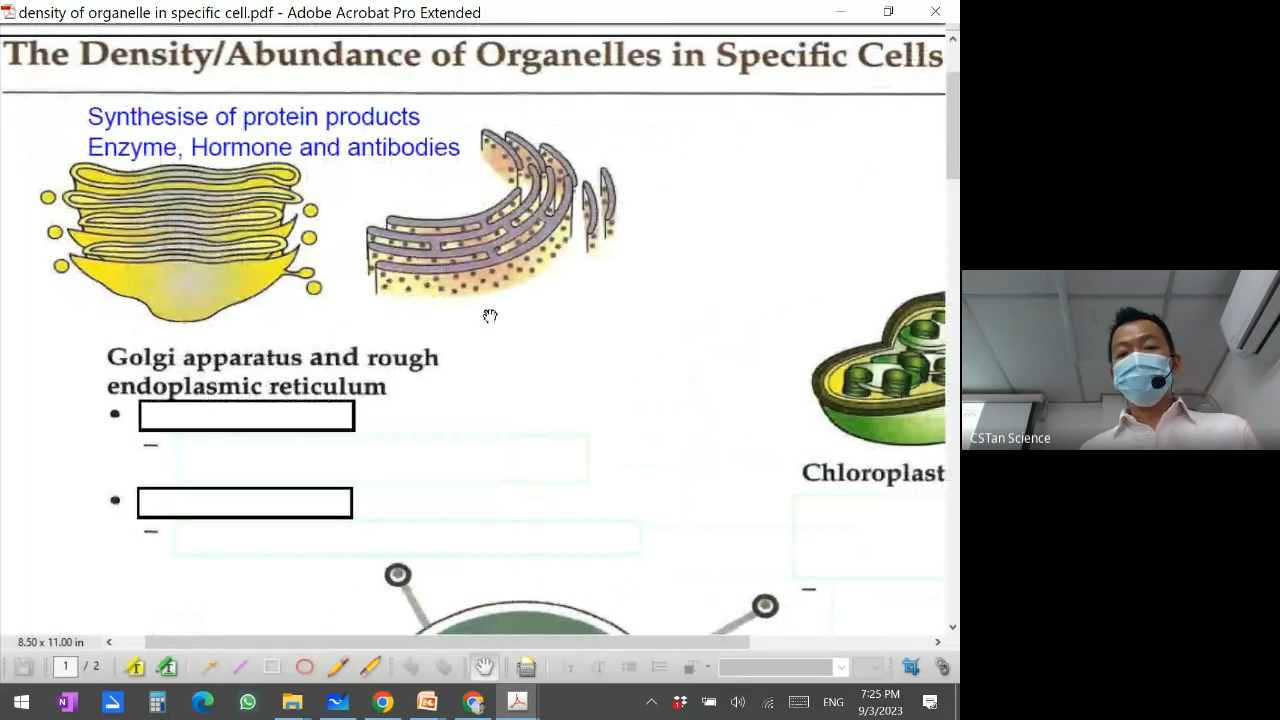 density of organelle in specific cell.pdf - Adobe Acrobat Pro Extended
The Density/Abundance of Organelles in Specific Cells
Synthesise of protein products
Enzyme, Hormone and antibodies
Golgi apparatus and rough
endoplasmic reticulum
Chloroplast
CSTan Science
8.50 x 11.00 in
1 / 2
ENG
7:25 PM
9/3/2023